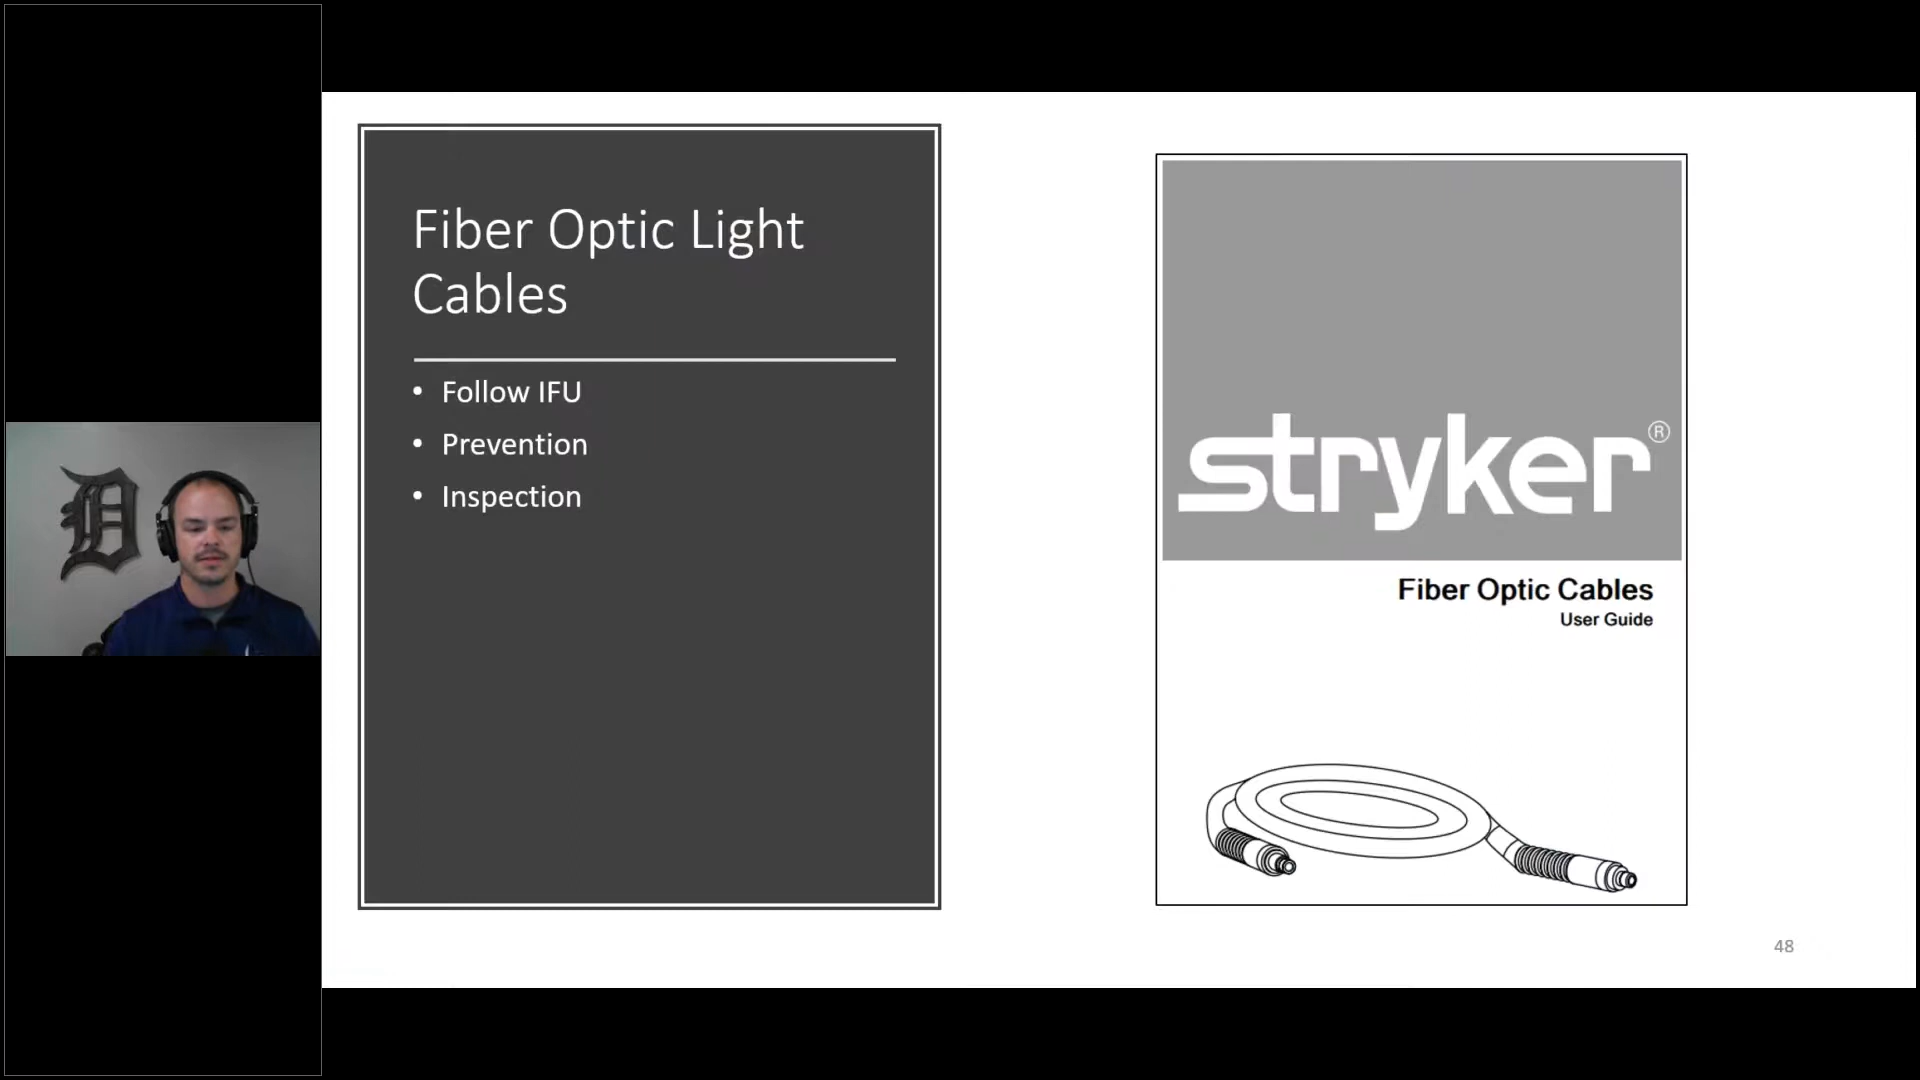 Fiber Optic Light
Cables
• Follow IFU
• Prevention
• Inspection
stryker®
Fiber Optic Cables
User Guide
48
D